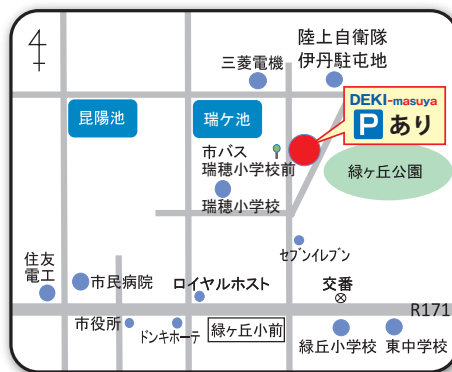 陸上自衛隊
伊丹駐屯地
三菱電機
DEKI-masuya
P あり
昆陽池
瑞ケ池
市バス
瑞穂小学校前
緑ヶ丘公園
瑞穂小学校
セブンイレブン
住友
電工
市民病院
ロイヤルホスト
交番
R171
市役所
ドンキホーテ
緑ヶ丘小前
緑丘小学校
東中学校